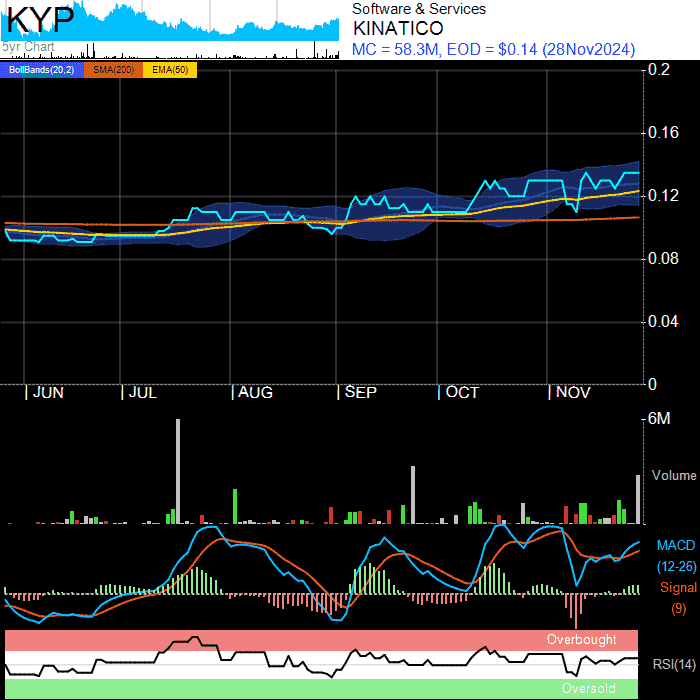 KYP
5yr Chart
Software & Services
KINATICO
MC = 58.3M, EOD = $0.14 (28Nov2024)
BollBands(20,2) SMA(200) EMA(50)
0.2
0.16
0.12
0.08
0.04
0
JUN JUL AUG SEP OCT NOV
6M
Volume
MACD
(12-26)
Signal
(9)
Overbought
RSI(14)
Oversold